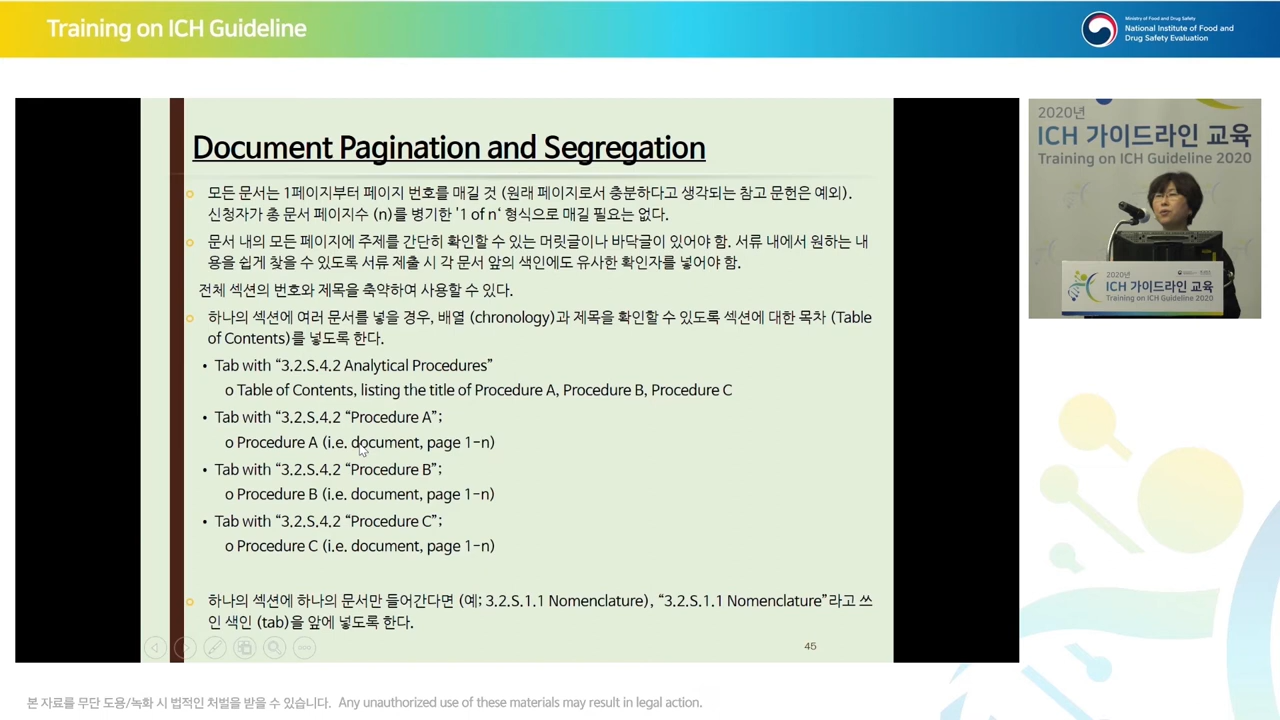 Training on ICH Guideline
Ministry of Food and Drug Safety
National Institute of Food and
Drug Safety Evaluation
Document Pagination and Segregation
모든 문서는 1페이지부터 페이지 번호를 매길 것 (원래 페이지로서 충분하다고 생각되는 참고 문헌은 예외).
신청자가 총 문서 페이지수 (n)를 병기한 '1 of n' 형식으로 매길 필요는 없다.
문서 내의 모든 페이지에 주제를 간단히 확인할 수 있는 머릿글이나 바닥글이 있어야 함. 서류 내에서 원하는 내
용을 쉽게 찾을 수 있도록 서류 제출 시 각 문서 앞의 색인에도 유사한 확인자를 넣어야 함.
전체 섹션의 번호와 제목을 축약하여 사용할 수 있다.
하나의 섹션에 여러 문서를 넣을 경우, 배열 (chronology)과 제목을 확인할 수 있도록 섹션에 대한 목차 (Table
of Contents)를 넣도록 한다.
• Tab with “3.2.S.4.2 Analytical Procedures”
o Table of Contents, listing the title of Procedure A, Procedure B, Procedure C
• Tab with “3.2.S.4.2 “Procedure A”;
o Procedure A (i.e. document, page 1-n)
• Tab with “3.2.S.4.2 “Procedure B”;
o Procedure B (i.e. document, page 1-n)
• Tab with “3.2.S.4.2 “Procedure C”;
o Procedure C (i.e. document, page 1-n)
하나의 섹션에 하나의 문서만 들어간다면 (예; 3.2.S.1.1 Nomenclature), “3.2.S.1.1 Nomenclature”라고 쓰
인 색인 (tab)을 앞에 넣도록 한다.
45
2020년
ICH 가이드라인 교육
Training on ICH Guideline 2020
2020년
ICH 가이드라인 교육
Training on ICH Guideline 2020
본 자료를 무단 도용/녹화 시 법적인 처벌을 받을 수 있습니다. Any unauthorized use of these materials may result in legal action.